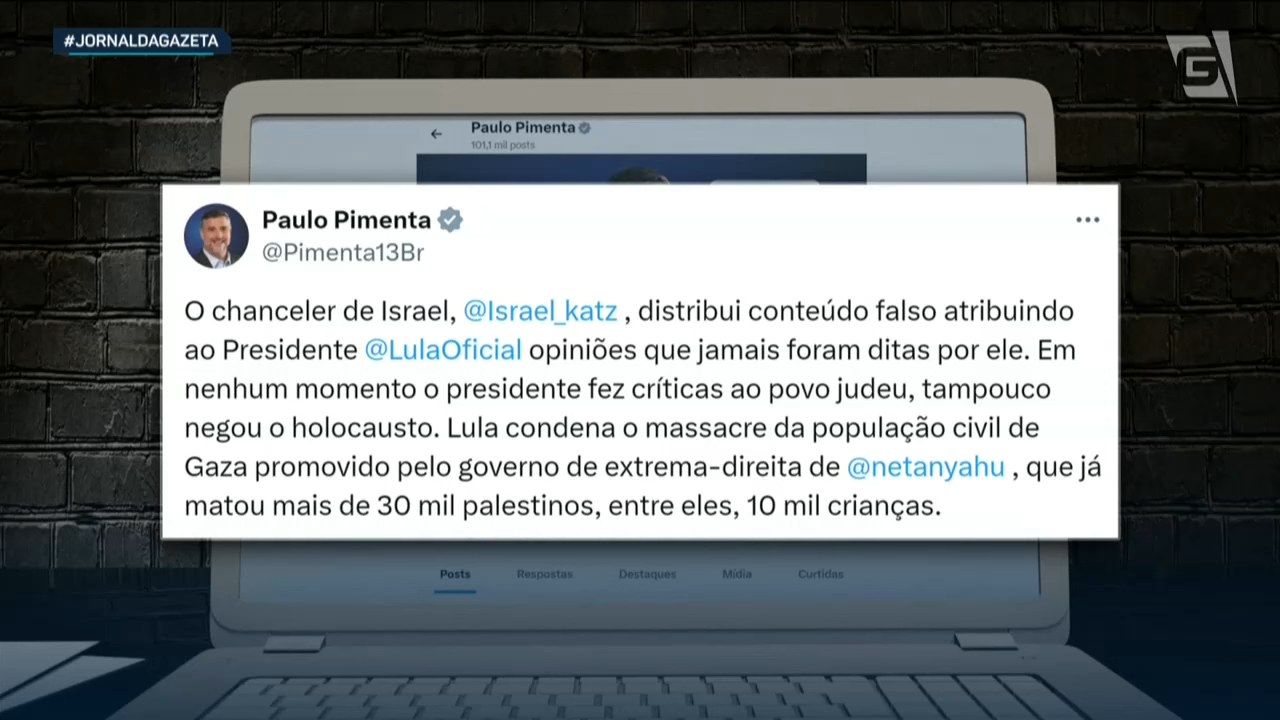 #JORNALDAGAZETA
G
Paulo Pimenta
101,1 mil posts
Paulo Pimenta
@Pimenta13Br
O chanceler de Israel, @Israel_katz , distribui conteúdo falso atribuindo
ao Presidente @LulaOficial opiniões que jamais foram ditas por ele. Em
nenhum momento o presidente fez críticas ao povo judeu, tampouco
negou o holocausto. Lula condena o massacre da população civil de
Gaza promovido pelo governo de extrema-direita de @netanyahu , que já
matou mais de 30 mil palestinos, entre eles, 10 mil crianças.
Posts Respostas Destaques Mídia Curtidas